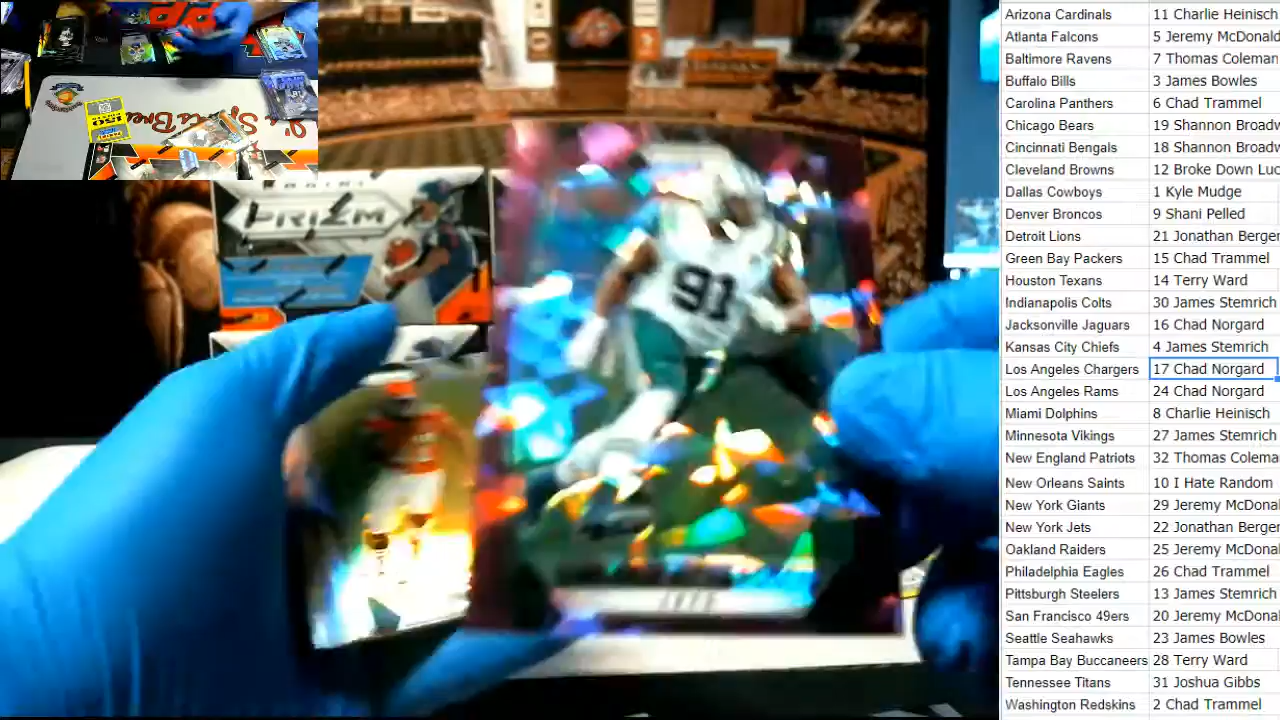 Arizona Cardinals 11 Charlie Heinisch
Atlanta Falcons 5 Jeremy McDonal
Baltimore Ravens 7 Thomas Coleman
Buffalo Bills 3 James Bowles
Carolina Panthers 6 Chad Trammel
Chicago Bears 19 Shannon Broadw
Cincinnati Bengals 18 Shannon Broadw
Cleveland Browns 12 Broke Down Luc
Dallas Cowboys 1 Kyle Mudge
Denver Broncos 9 Shani Pelled
Detroit Lions 21 Jonathan Berger
Green Bay Packers 15 Chad Trammel
Houston Texans 14 Terry Ward
Indianapolis Colts 30 James Stemrich
Jacksonville Jaguars 16 Chad Norgard
Kansas City Chiefs 4 James Stemrich
Los Angeles Chargers 17 Chad Norgard
Los Angeles Rams 24 Chad Norgard
Miami Dolphins 8 Charlie Heinisch
Minnesota Vikings 27 James Stemrich
New England Patriots 32 Thomas Colema
New Orleans Saints 10 I Hate Random
New York Giants 29 Jeremy McDona
New York Jets 22 Jonathan Berger
Oakland Raiders 25 Jeremy McDona
Philadelphia Eagles 26 Chad Trammel
Pittsburgh Steelers 13 James Stemrich
San Francisco 49ers 20 Jeremy McDona
Seattle Seahawks 23 James Bowles
Tampa Bay Buccaneers 28 Terry Ward
Tennessee Titans 31 Joshua Gibbs
Washington Redskins 2 Chad Trammel
PRIZM
91